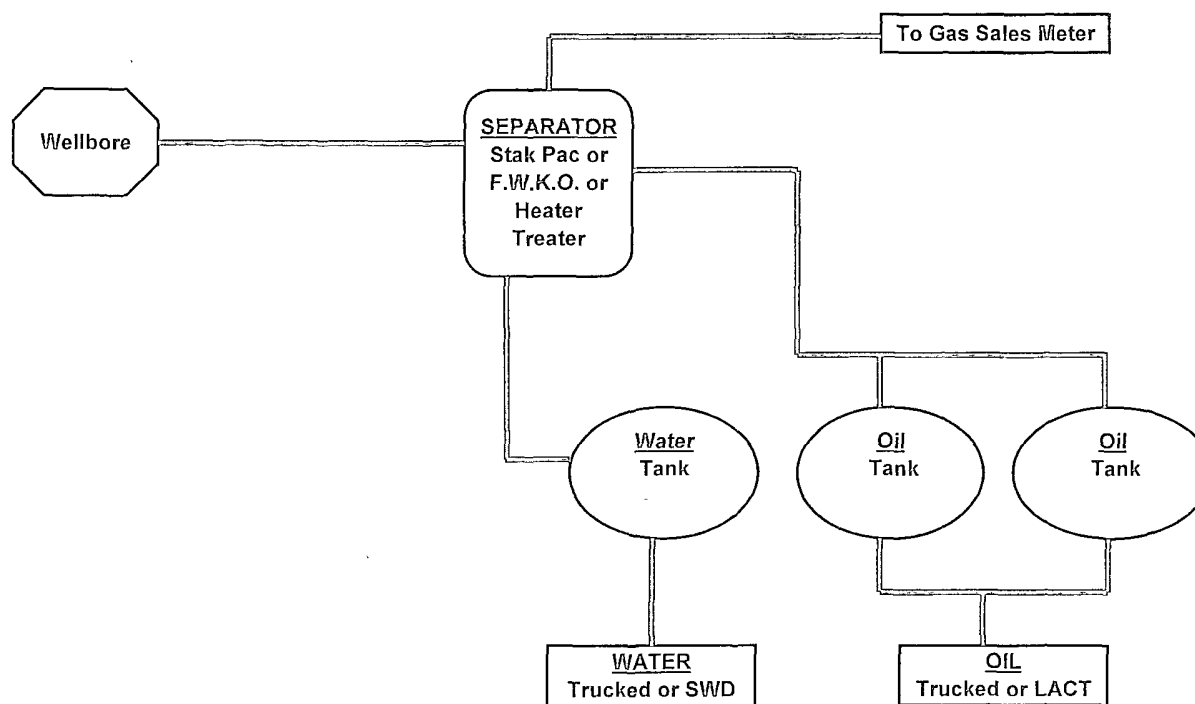 To Gas Sales Meter
Wellbore
SEPARATOR
Stak Pac or
F.W.K.O. or
Heater
Treater
Water
Tank
Oil
Tank
Oil
Tank
WATER
Trucked or SWD
OIL
Trucked or LACT